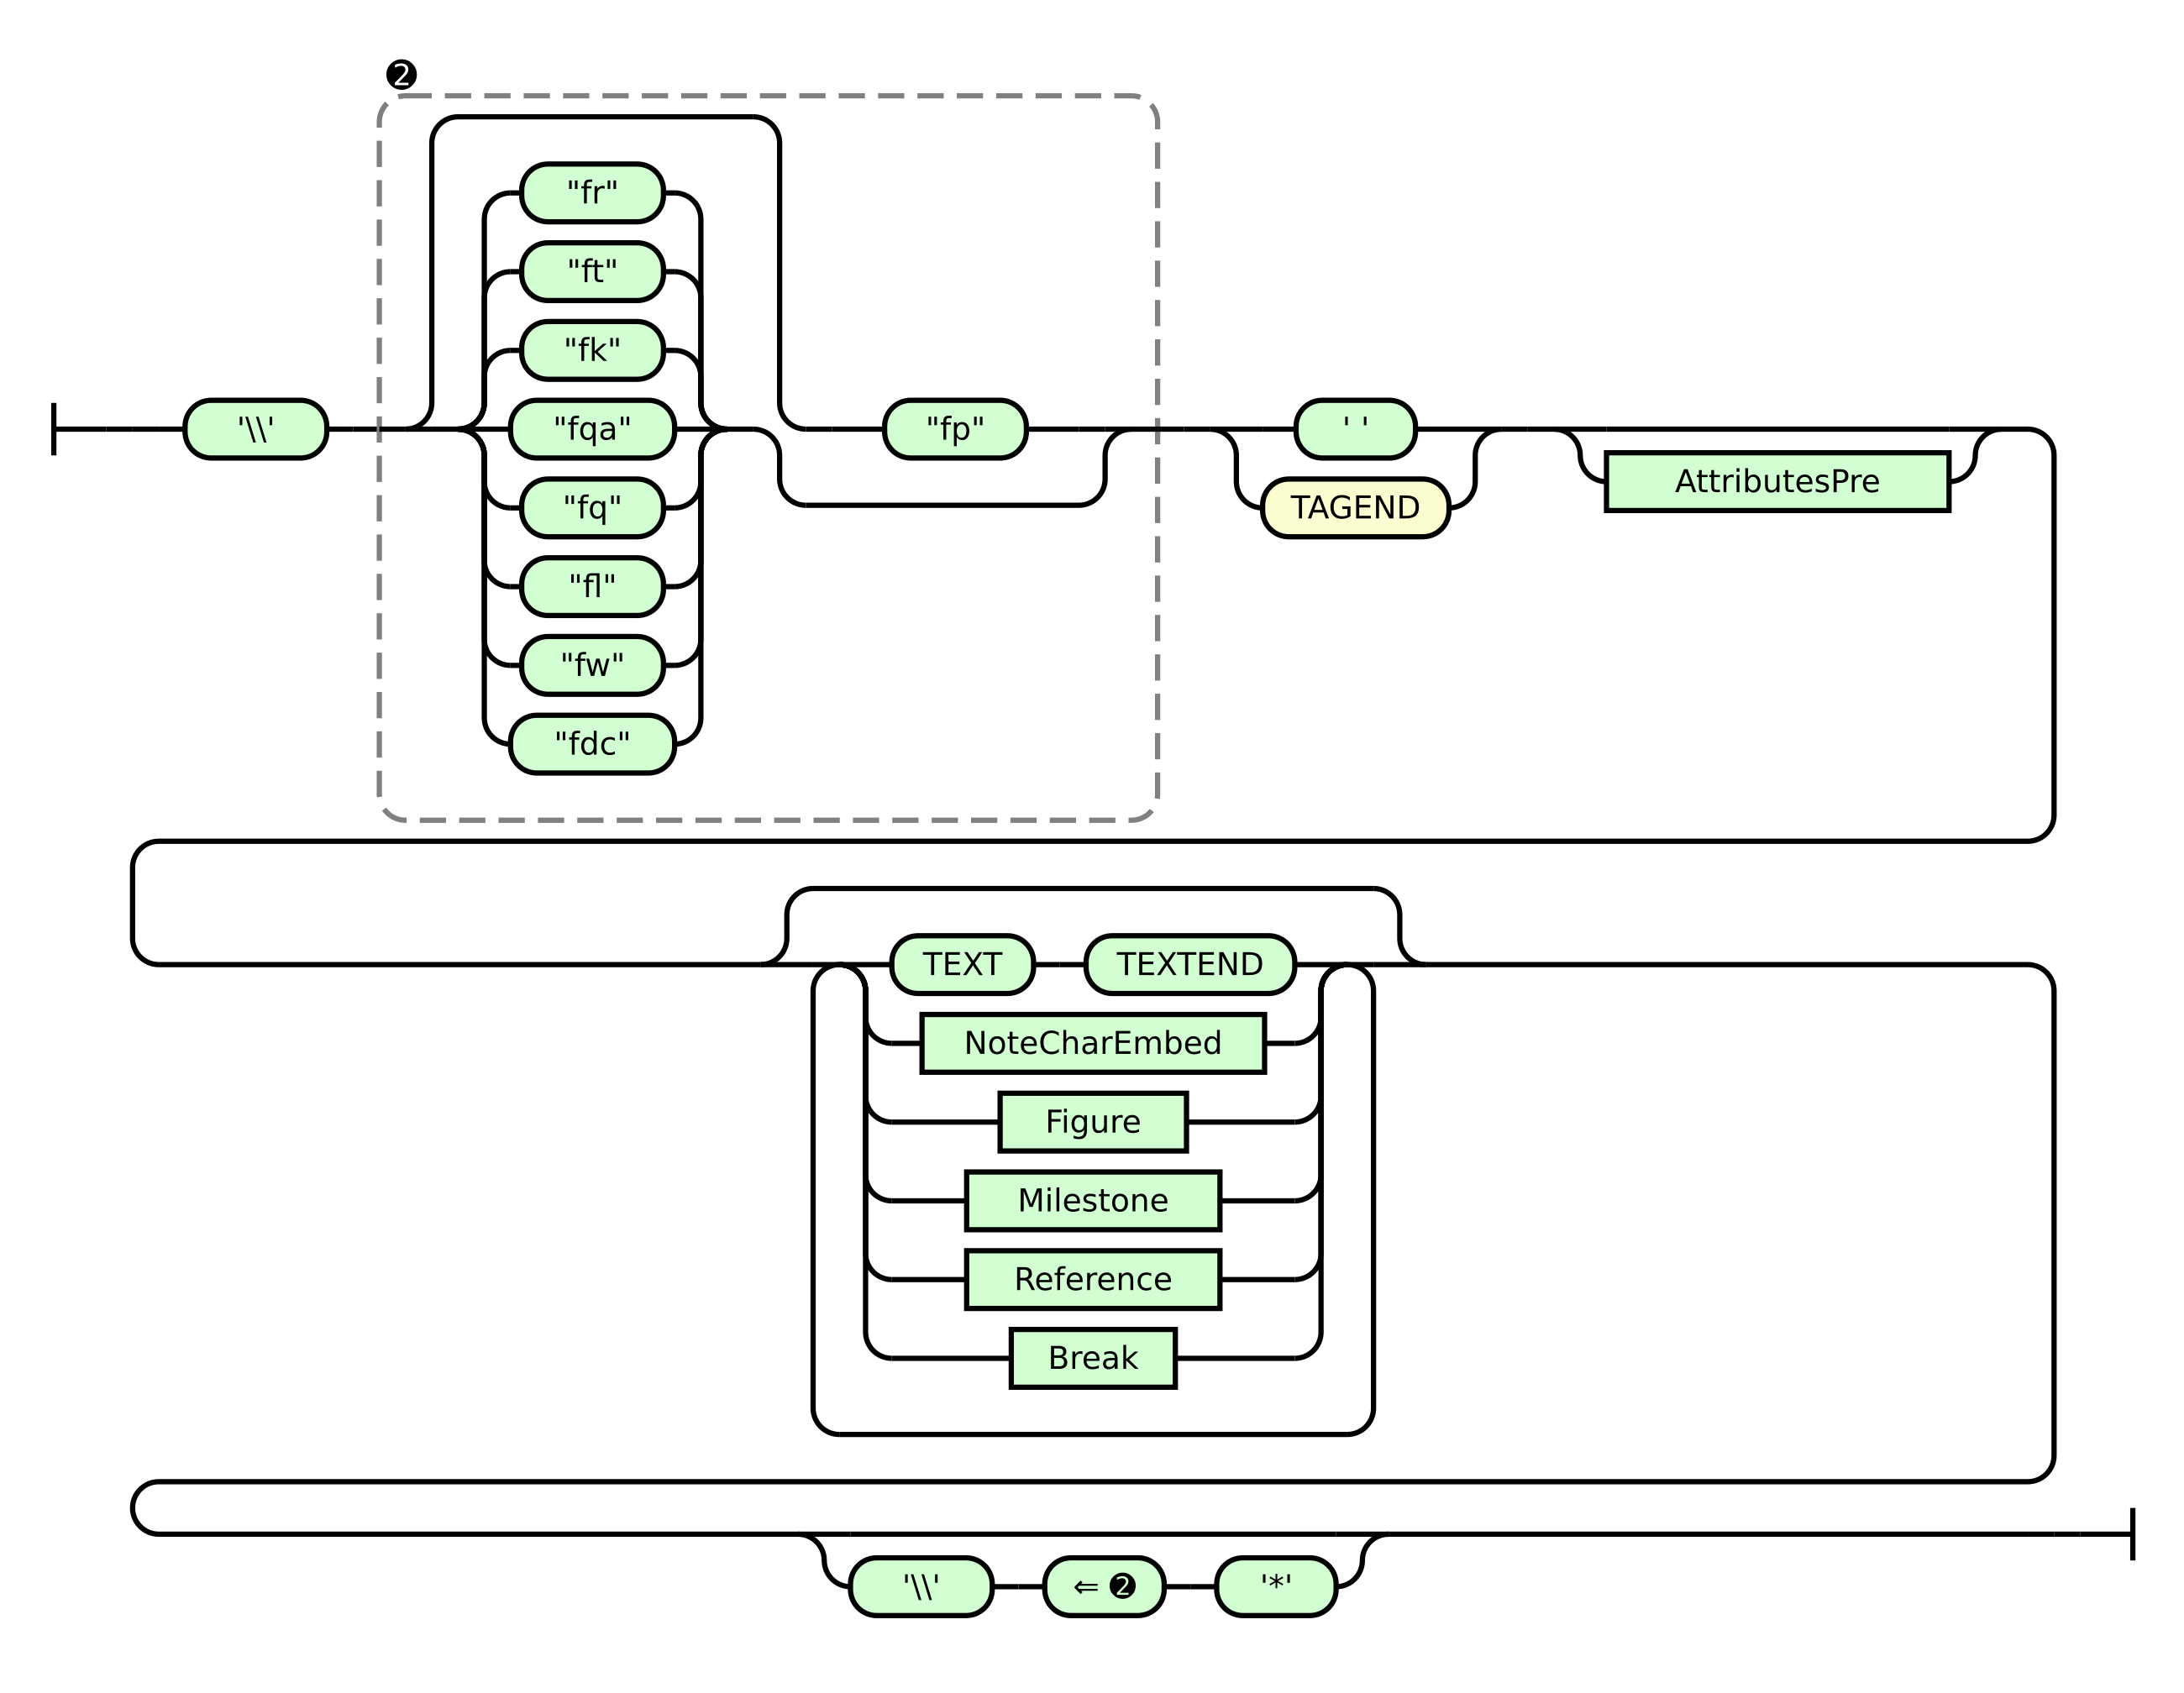 ❷
"fr"
"ft"
"fk"
'\\' "fqa" "fp" ' '
"fq" TAGEND AttributesPre
"fl"
"fw"
"fdc"
TEXT TEXTEND
NoteCharEmbed
Figure
Milestone
Reference
Break
'\\' ⇐ ❷ '*'